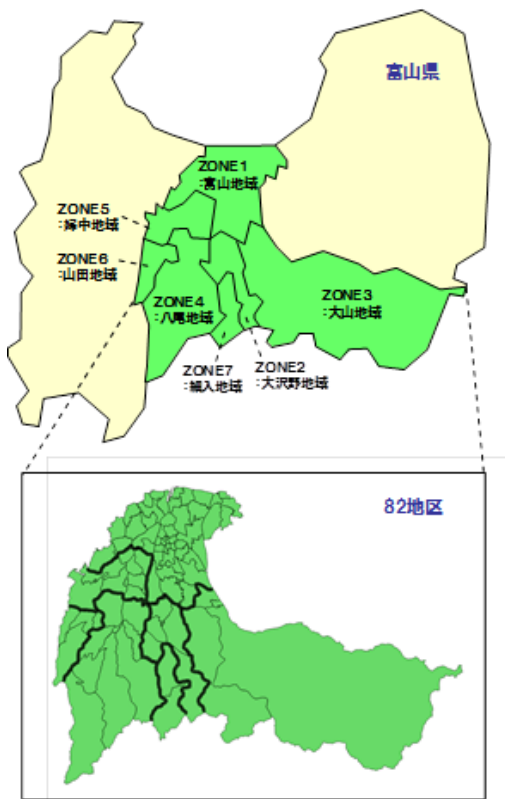 富山県
ZONE1
:富山地域
ZONE5
:婦中地域
ZONE6
:山田地域
ZONE4
:八尾地域
ZONE3
:大山地域
ZONE7
:細入地域
ZONE2
:大沢野地域
82地区